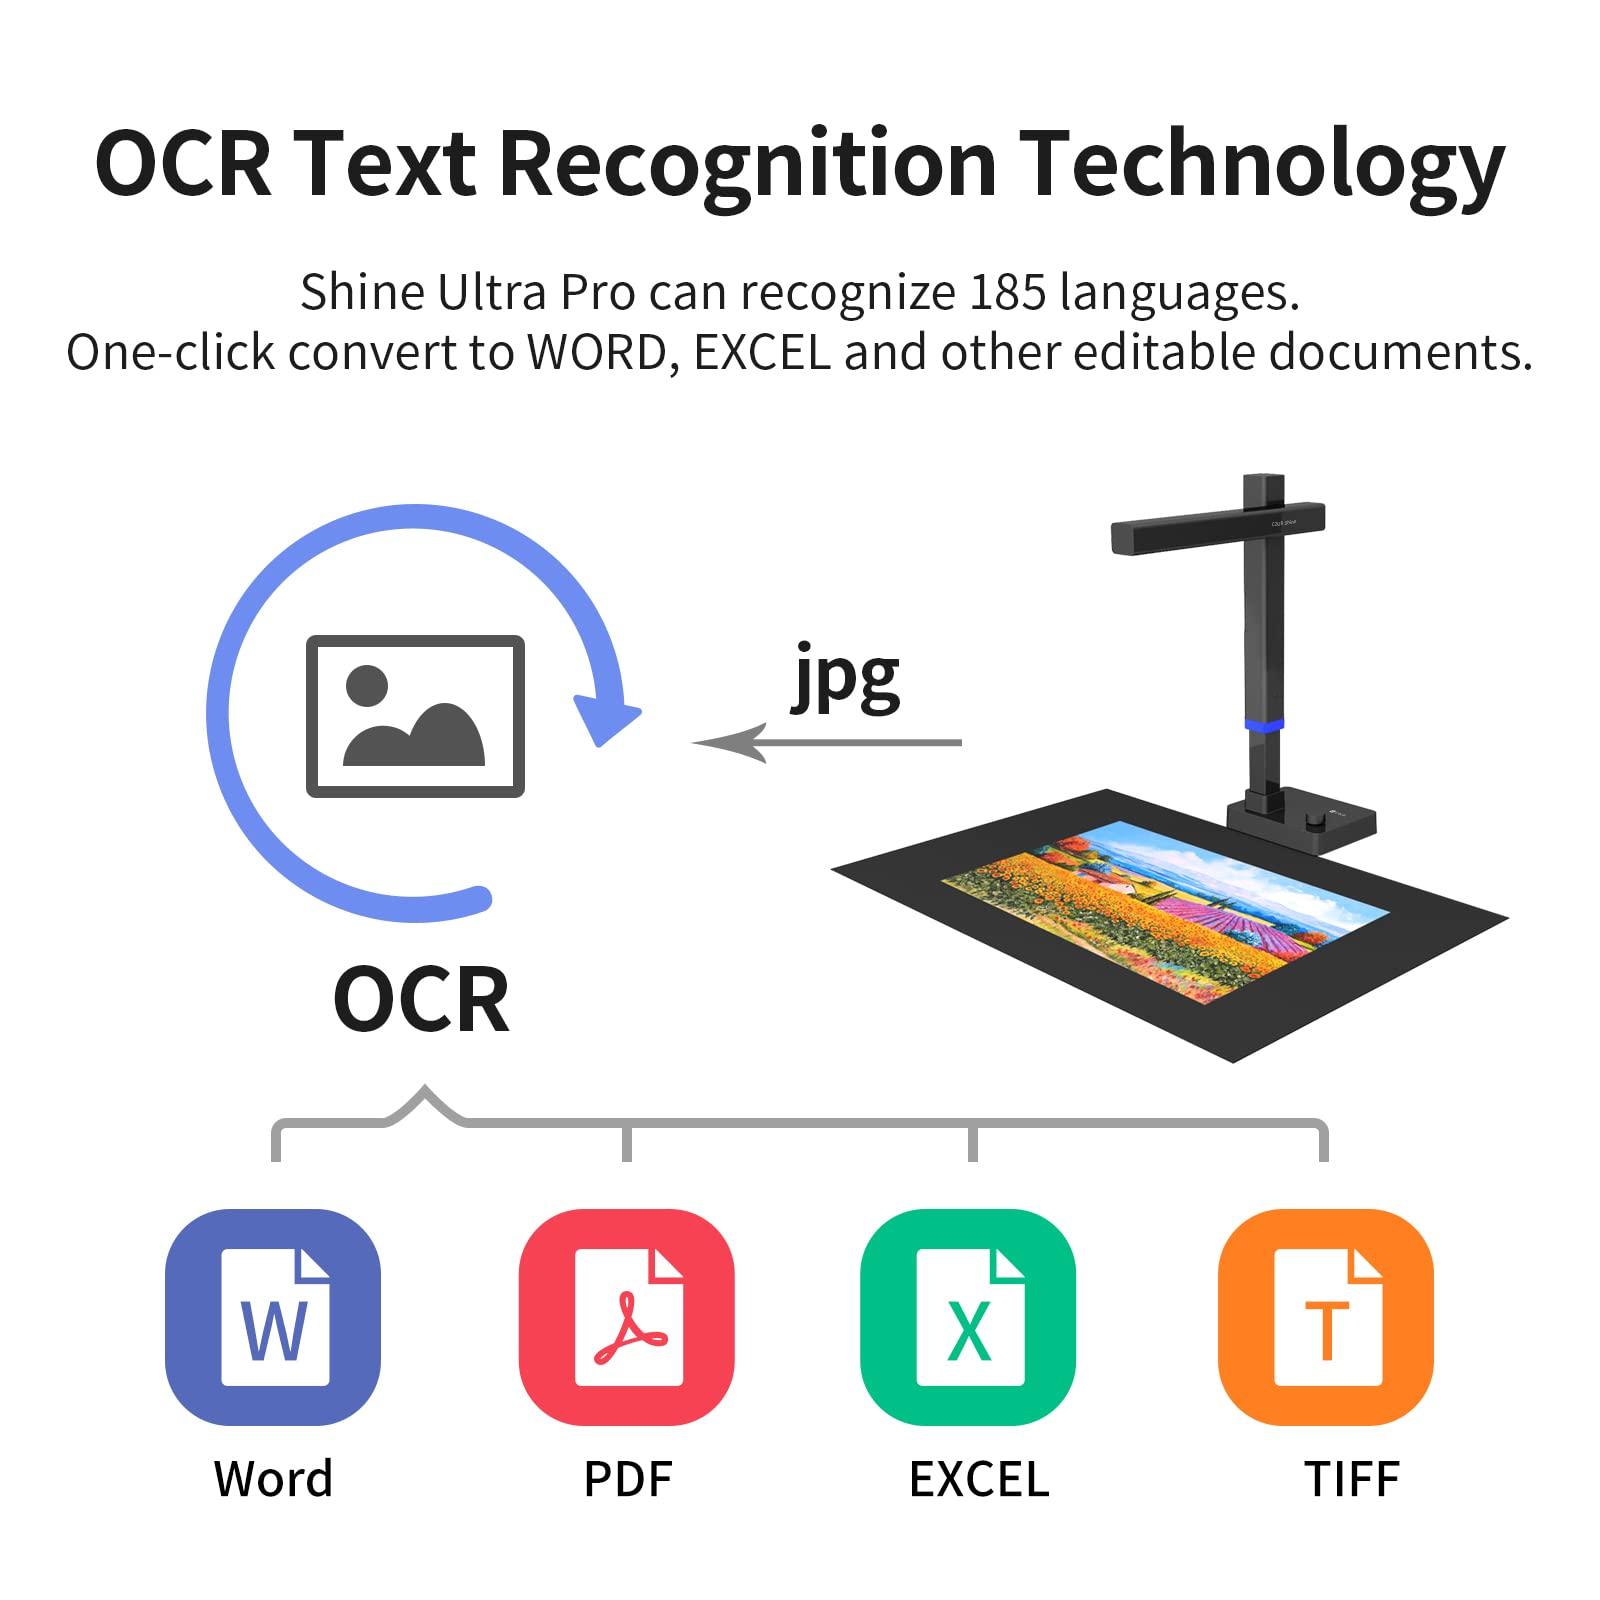 OCR Text Recognition Technology
Shine Ultra Pro can recognize 185 languages.
One-click convert to WORD, EXCEL and other editable documents.
jpg
OCR
W
X
T
Word
PDF
EXCEL
TIFF